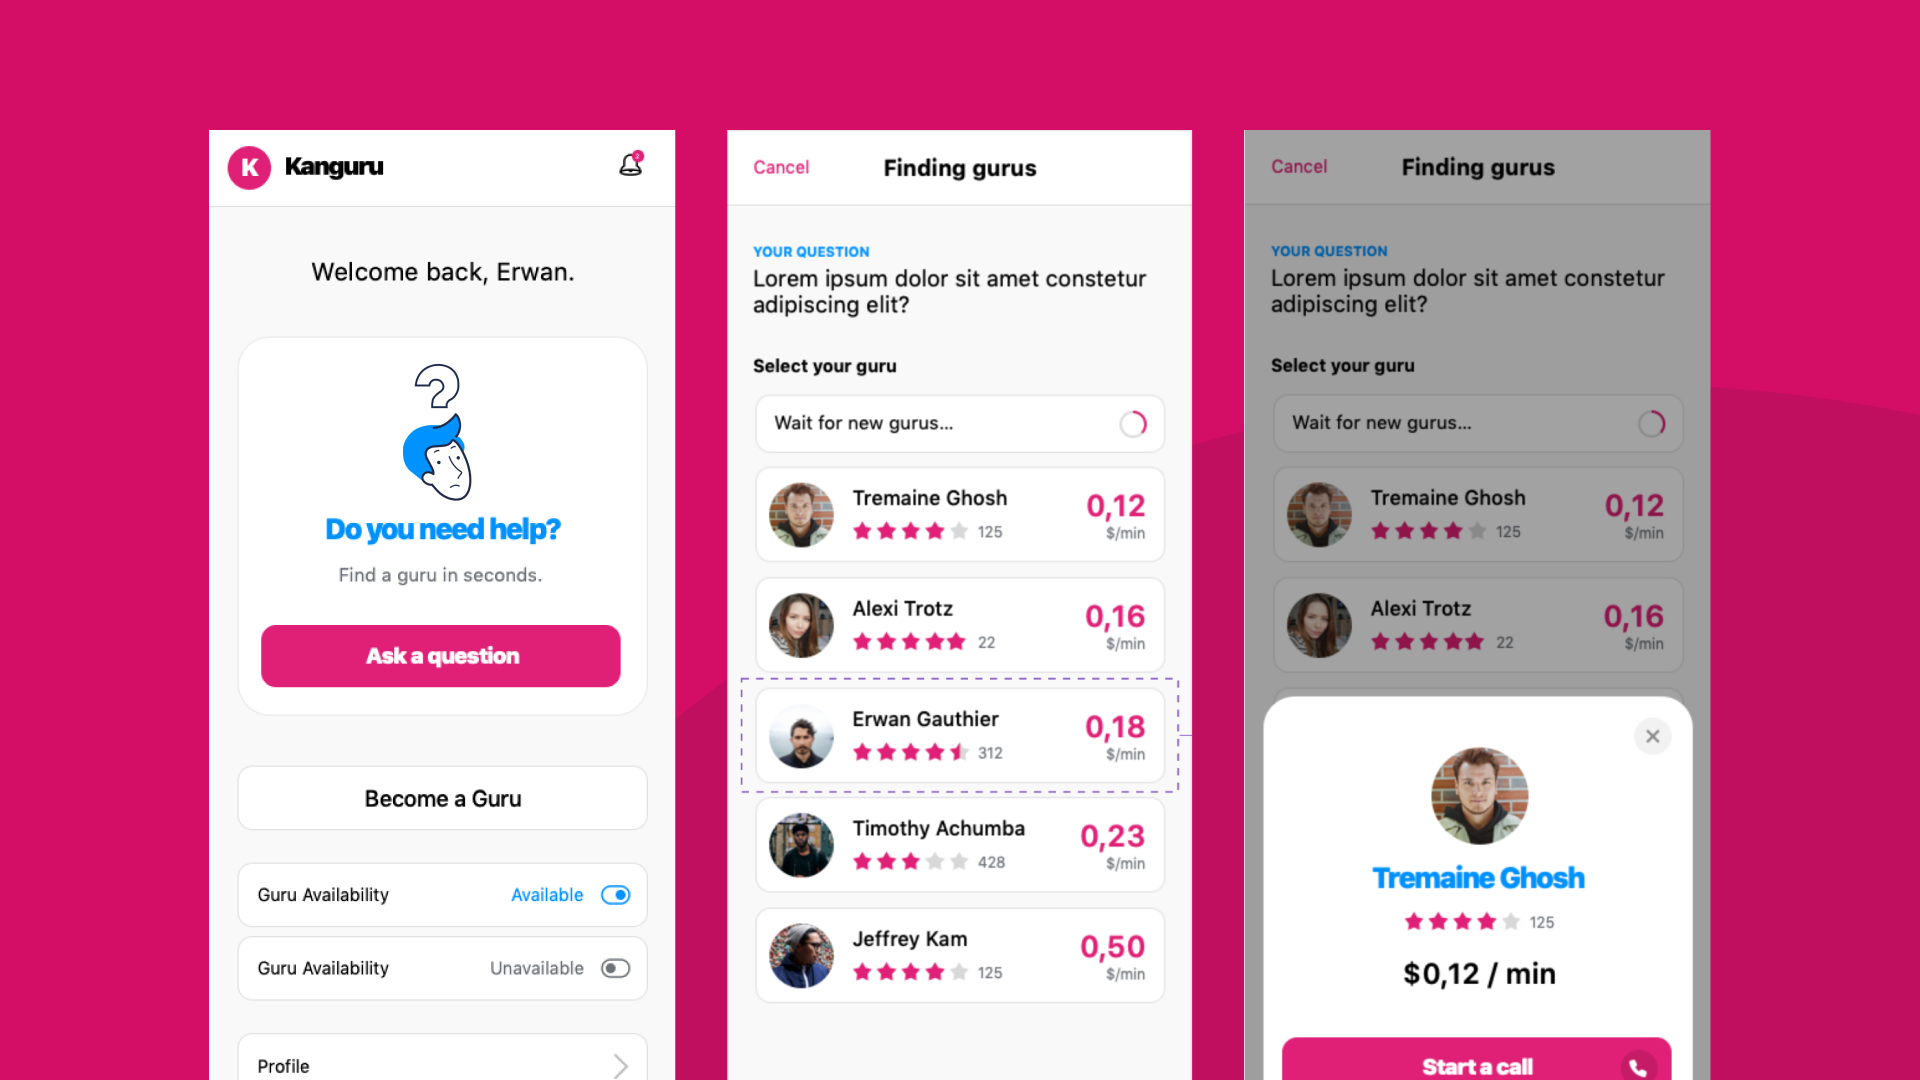 K Kanguru
2
Welcome back, Erwan.
Do you need help?
Find a guru in seconds.
Ask a question
Become a Guru
Guru Availability Available
Guru Availability Unavailable
Profile
Cancel Finding gurus
YOUR QUESTION
Lorem ipsum dolor sit amet constetur
adipiscing elit?
Select your guru
Wait for new gurus...
Tremaine Ghosh 0,12
125 $/min
Alexi Trotz 0,16
22 $/min
Erwan Gauthier 0,18
312 $/min
Timothy Achumba 0,23
428 $/min
Jeffrey Kam 0,50
125 $/min
Cancel Finding gurus
YOUR QUESTION
Lorem ipsum dolor sit amet constetur
adipiscing elit?
Select your guru
Wait for new gurus...
Tremaine Ghosh 0,12
125 $/min
Alexi Trotz 0,16
22 $/min
Tremaine Ghosh
125
$0,12 / min
Start a call